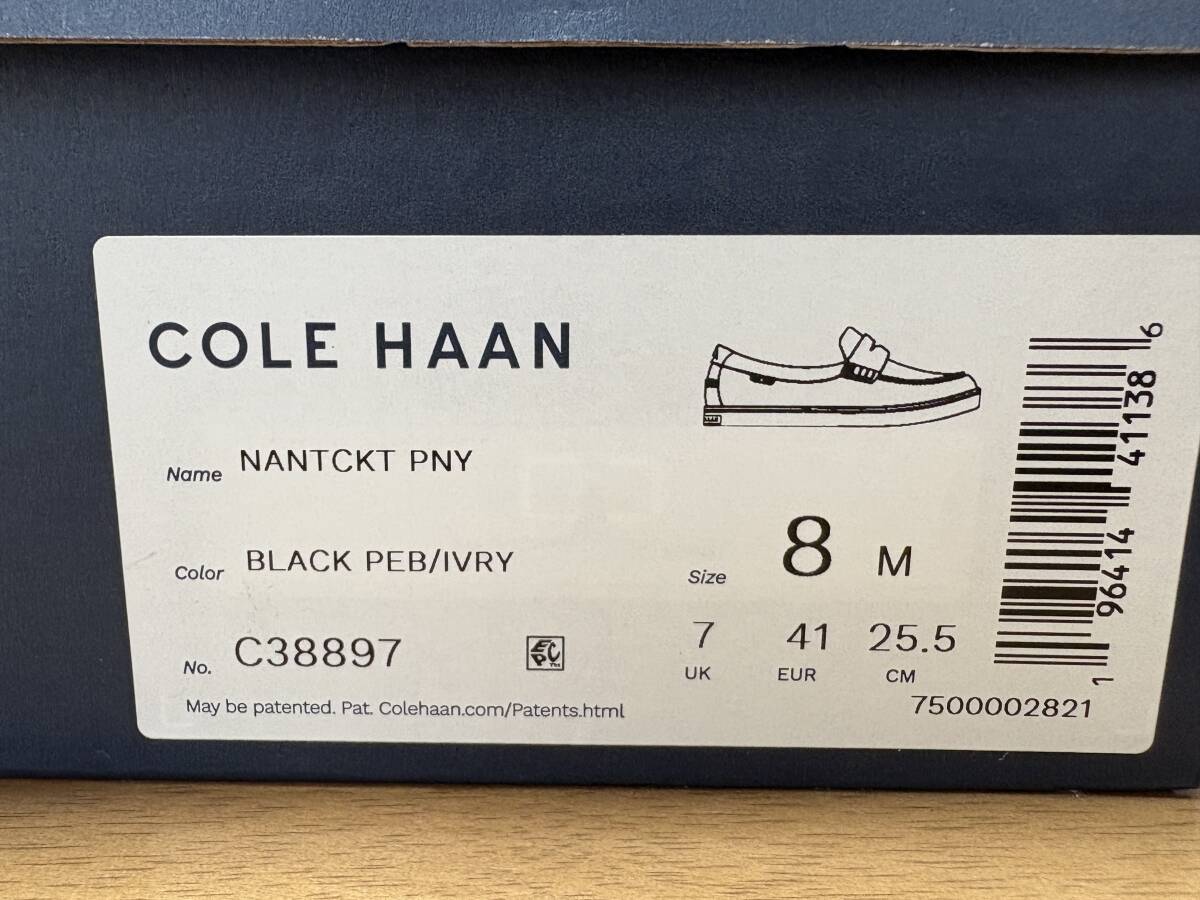 COLE HAAN
Name NANTCKT PNY
Color BLACK PEB/IVRY
No. C38897
May be patented. Pat. Colehaan.com/Patents.html
Size 8 M
7 41 25.5
UK EUR CM
7500002821
1 96414 41138 6